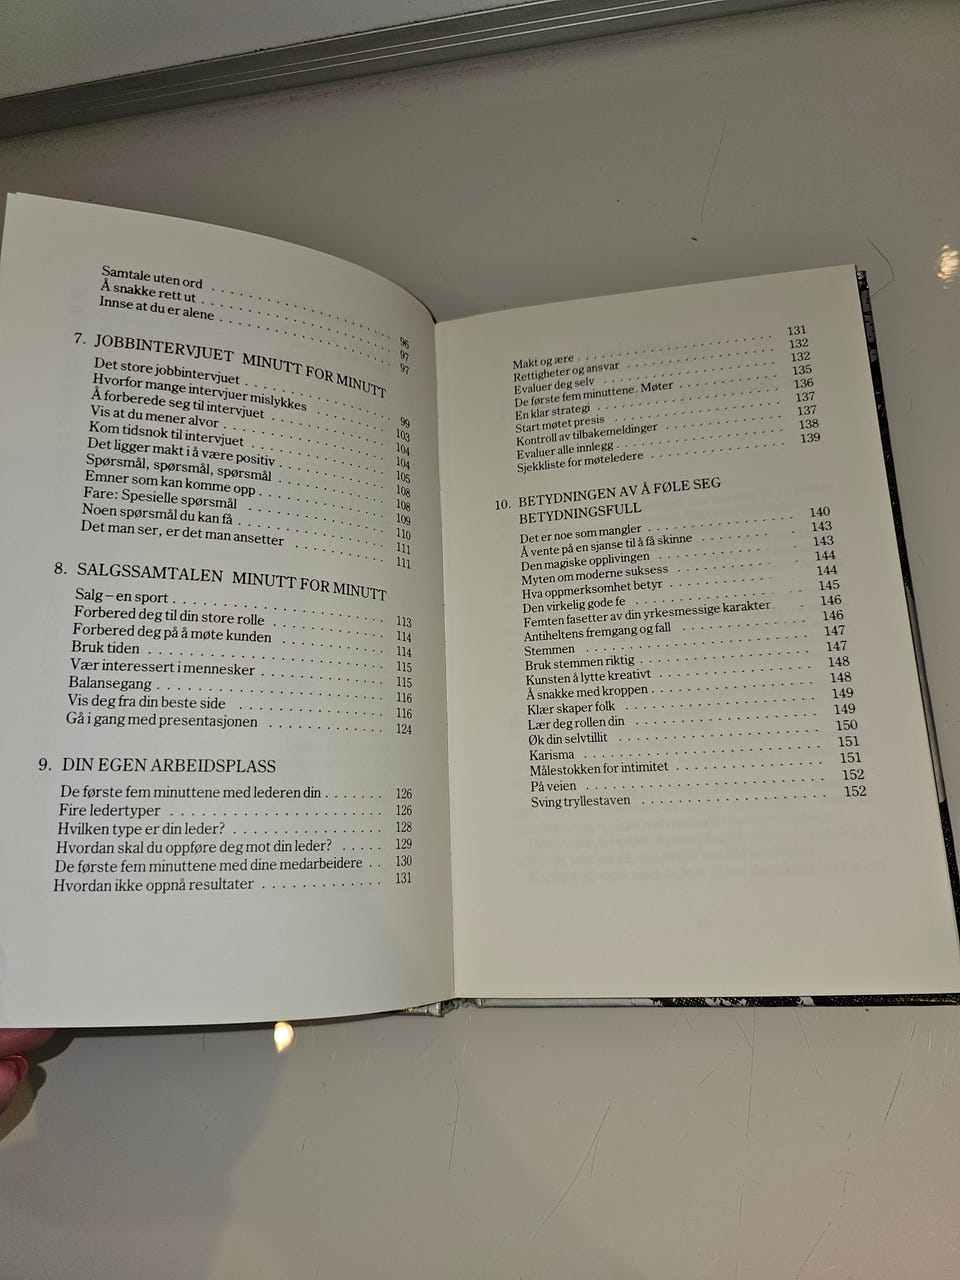 Samtale uten ord . . . . . . . . . . . . . . . . . 96
Å snakke rett ut . . . . . . . . . . . . . . . . . 97
Innse at du er alene . . . . . . . . . . . . . . . 97
7. JOBBINTERVJUET MINUTT FOR MINUTT
Det store jobbintervjuet . . . . . . . . . . . . . 99
Hvorfor mange intervjuer mislykkes . . . . . . . . 103
Å forberede seg til intervjuet . . . . . . . . . . 104
Vis at du mener alvor . . . . . . . . . . . . . . 104
Kom tidsnok til intervjuet . . . . . . . . . . . . 105
Det ligger makt i å være positiv . . . . . . . . . 108
Spørsmål, spørsmål, spørsmål . . . . . . . . . . . 108
Emner som kan komme opp . . . . . . . . . . . . . 109
Fare: Spesielle spørsmål . . . . . . . . . . . . . 110
Noen spørsmål du kan få . . . . . . . . . . . . . 111
Det man ser, er det man ansetter . . . . . . . . . 111
8. SALGSSAMTALEN MINUTT FOR MINUTT
Salg – en sport . . . . . . . . . . . . . . . . . 113
Forbered deg til din store rolle . . . . . . . . . 114
Forbered deg på å møte kunden . . . . . . . . . . 114
Bruk tiden . . . . . . . . . . . . . . . . . . . . 115
Vær interessert i mennesker . . . . . . . . . . . 115
Balansegang . . . . . . . . . . . . . . . . . . . 116
Vis deg fra din beste side . . . . . . . . . . . . 116
Gå i gang med presentasjonen . . . . . . . . . . . 124
9. DIN EGEN ARBEIDSPLASS
De første fem minuttene med lederen din . . . . . . 126
Fire ledertyper . . . . . . . . . . . . . . . . . 126
Hvilken type er din leder? . . . . . . . . . . . . 128
Hvordan skal du oppføre deg mot din leder? . . . . 129
De første fem minuttene med dine medarbeidere . . 130
Hvordan ikke oppnå resultater . . . . . . . . . . 131
Makt og ære . . . . . . . . . . . . . . . . . . . 131
Rettigheter og ansvar . . . . . . . . . . . . . . 132
Evaluer deg selv . . . . . . . . . . . . . . . . . 132
De første fem minuttene. Møter . . . . . . . . . . 135
En klar strategi . . . . . . . . . . . . . . . . . 136
Start møtet presis . . . . . . . . . . . . . . . . 137
Kontroll av tilbakemeldinger . . . . . . . . . . . 137
Evaluer alle innlegg . . . . . . . . . . . . . . . 138
Sjekkliste for møteledere . . . . . . . . . . . . 139
10. BETYDNINGEN AV Å FØLE SEG
BETYDNINGSFULL
Det er noe som mangler . . . . . . . . . . . . . . 140
Å vente på en sjanse til å få skinne . . . . . . . 143
Den magiske opplivingen . . . . . . . . . . . . . 143
Myten om moderne suksess . . . . . . . . . . . . . 144
Hva oppmerksomhet betyr . . . . . . . . . . . . . 144
Den virkelig gode fe . . . . . . . . . . . . . . . 145
Femten fasetter av din yrkesmessige karakter . . . 146
Antiheltens fremgang og fall . . . . . . . . . . . 146
Stemmen . . . . . . . . . . . . . . . . . . . . . 147
Bruk stemmen riktig . . . . . . . . . . . . . . . 147
Kunsten å lytte kreativt . . . . . . . . . . . . . 148
Å snakke med kroppen . . . . . . . . . . . . . . . 148
Klær skaper folk . . . . . . . . . . . . . . . . . 149
Lær deg rollen din . . . . . . . . . . . . . . . . 149
Øk din selvtillit . . . . . . . . . . . . . . . . 150
Karisma . . . . . . . . . . . . . . . . . . . . . 151
Målestokken for intimitet . . . . . . . . . . . . 151
På veien . . . . . . . . . . . . . . . . . . . . . 152
Sving tryllestaven . . . . . . . . . . . . . . . . 152